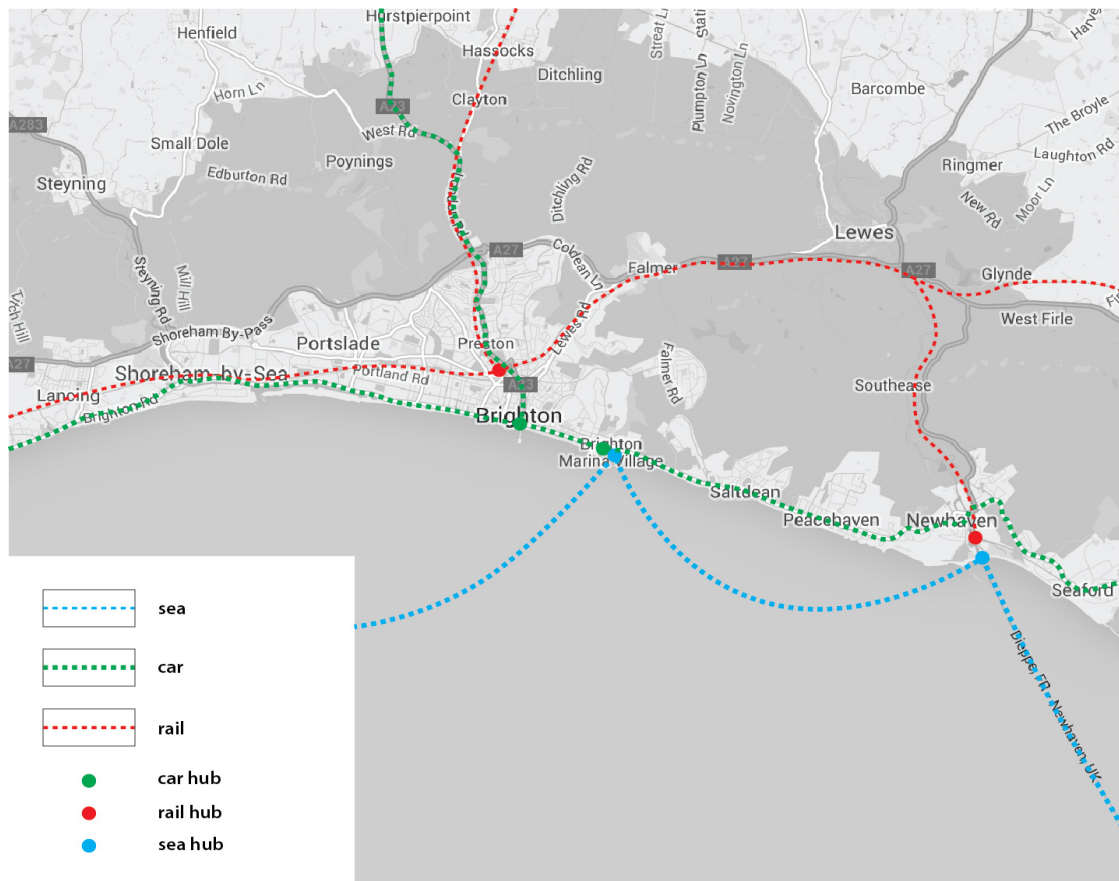 Hurstpierpoint
Henfield
Hassocks
Streat Ln
Plumpton Ln
Novington Ln
Ditchling
Barcombe
Horn Ln
A23
Clayton
The Broyle
A283
West Rd
Small Dole
Poynings
Laughton Rd
Ringmer
Edburton Rd
Steyning
Ditchling Rd
Moor Ln
New Rd
Lewes
A27
Coldean Ln
Falmer
A27
A27
Glynde
Steyning Rd
Mill Hill
Titch Hill
West Firle
Shoreham By-Pass
Lewes Rd
Portslade
Preston
A27
Shoreham-by-Sea
Portland Rd
A23
Falmer Rd
Southease
Lancing
Brighton Rd
Brighton
Brighton
Marina Village
Saltdean
Peacehaven
Newhaven
Seaford
sea
Dieppe, FR - Newhaven, UK
car
rail
car hub
rail hub
sea hub